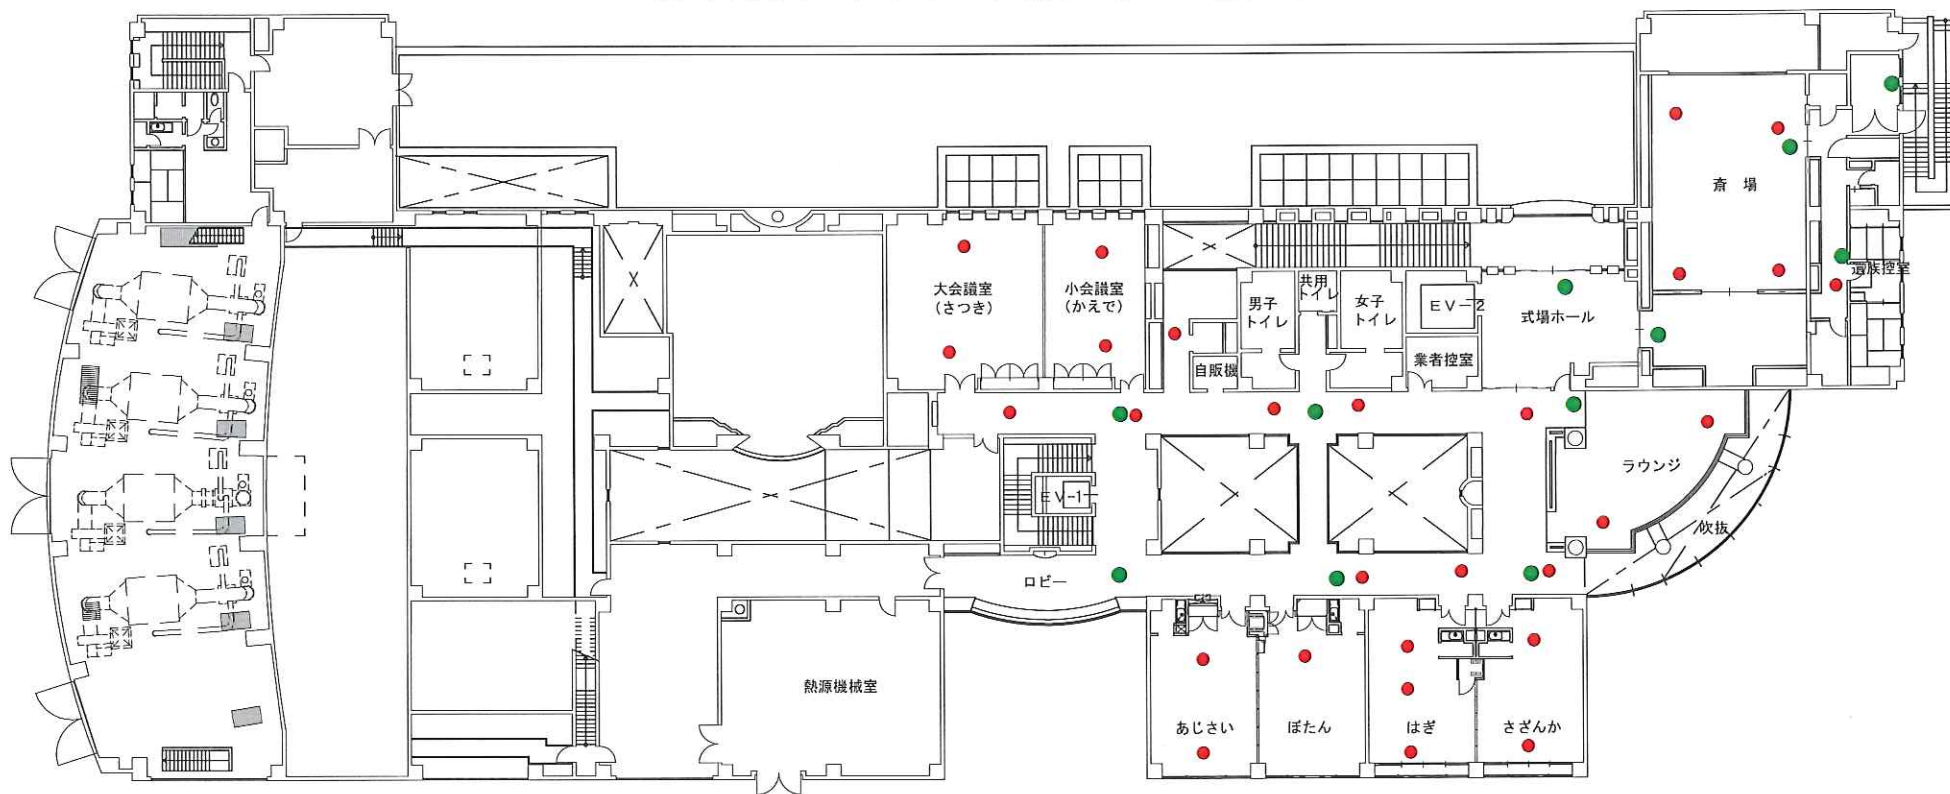 斎 場
遺族控室
大会議室
(さつき)
小会議室
(かえで)
男子
トイレ
共用
トイレ
女子
トイレ
EV-2
式場ホール
自販機
業者控室
ラウンジ
EV-1
吹抜
ロビー
熱源機械室
あじさい
ぼたん
はぎ
さざんか